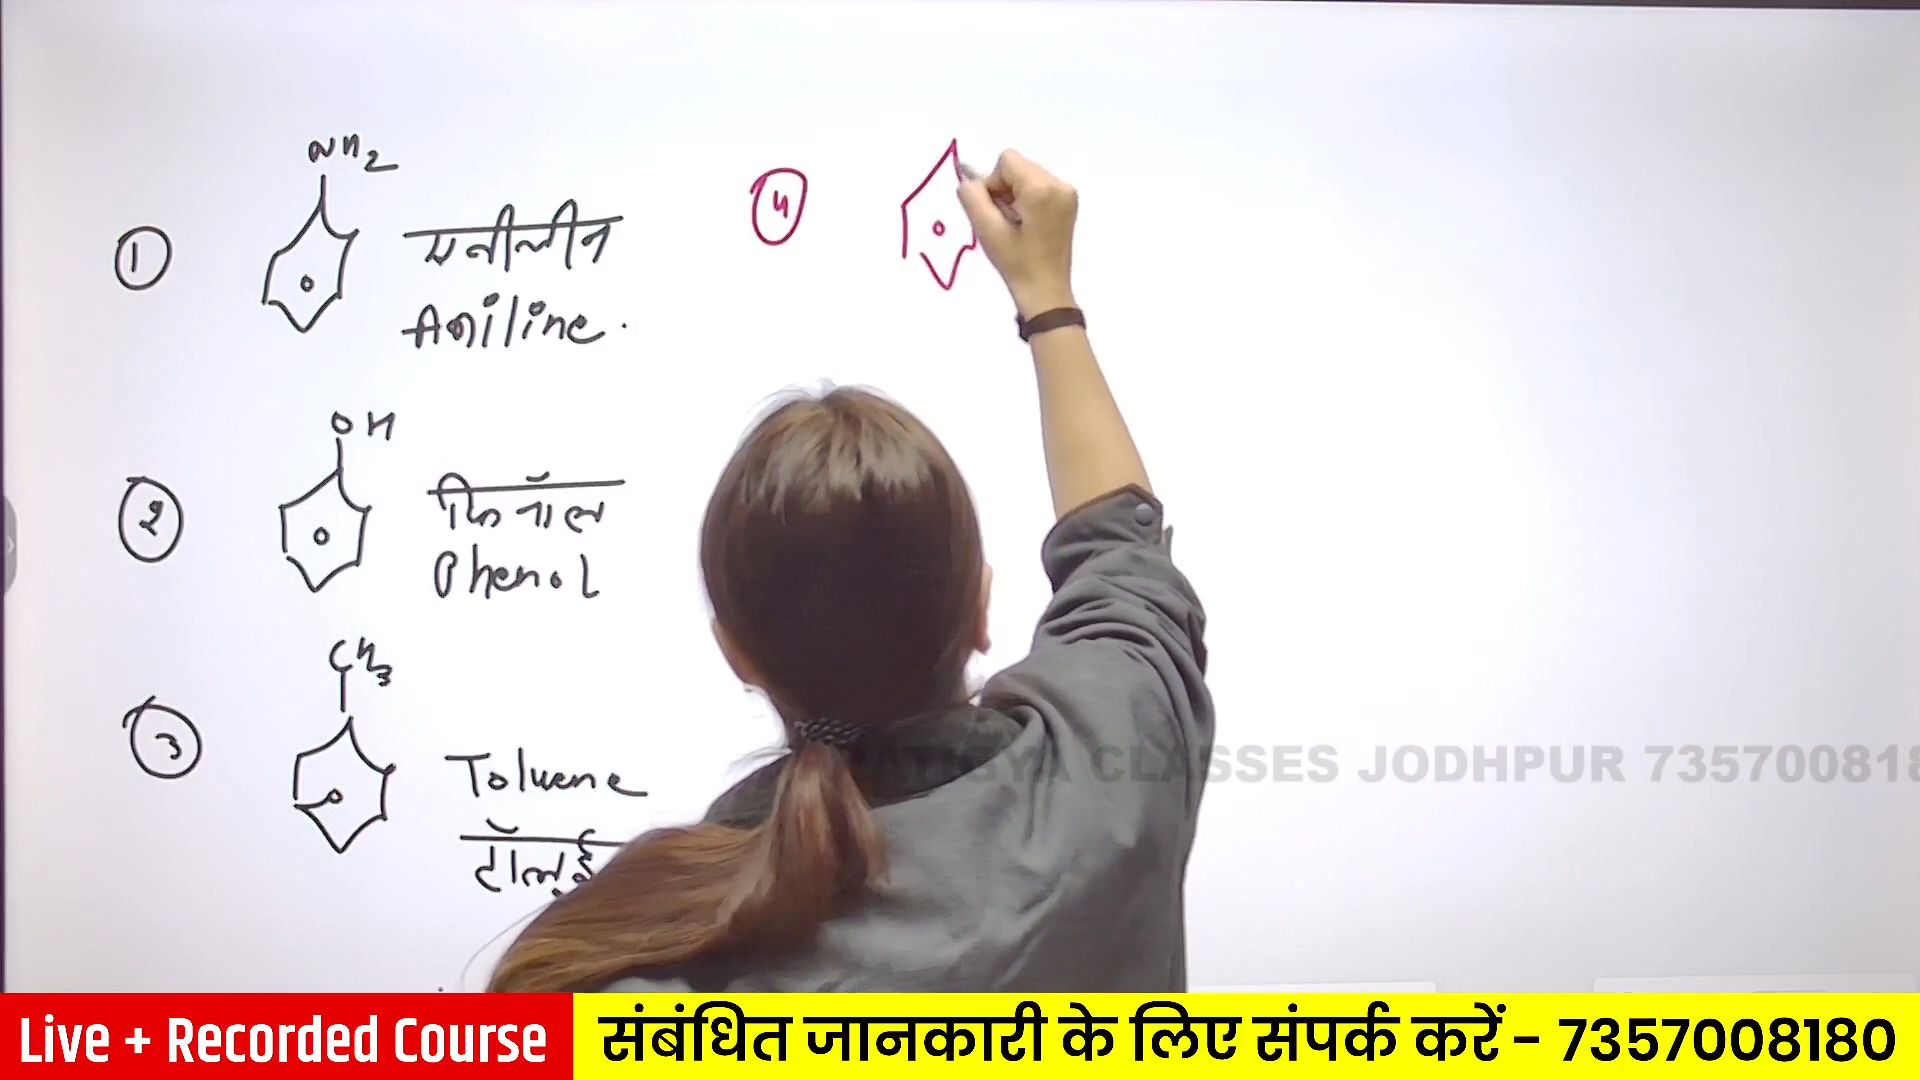 ①
NH2
एनीलीन
Aniline.
②
OH
फिनॉल
Phenol
③
CH3
Toluene
④
CLASSES JODHPUR 735700818
Live + Recorded Course
संबंधित जानकारी के लिए संपर्क करें – 7357008180